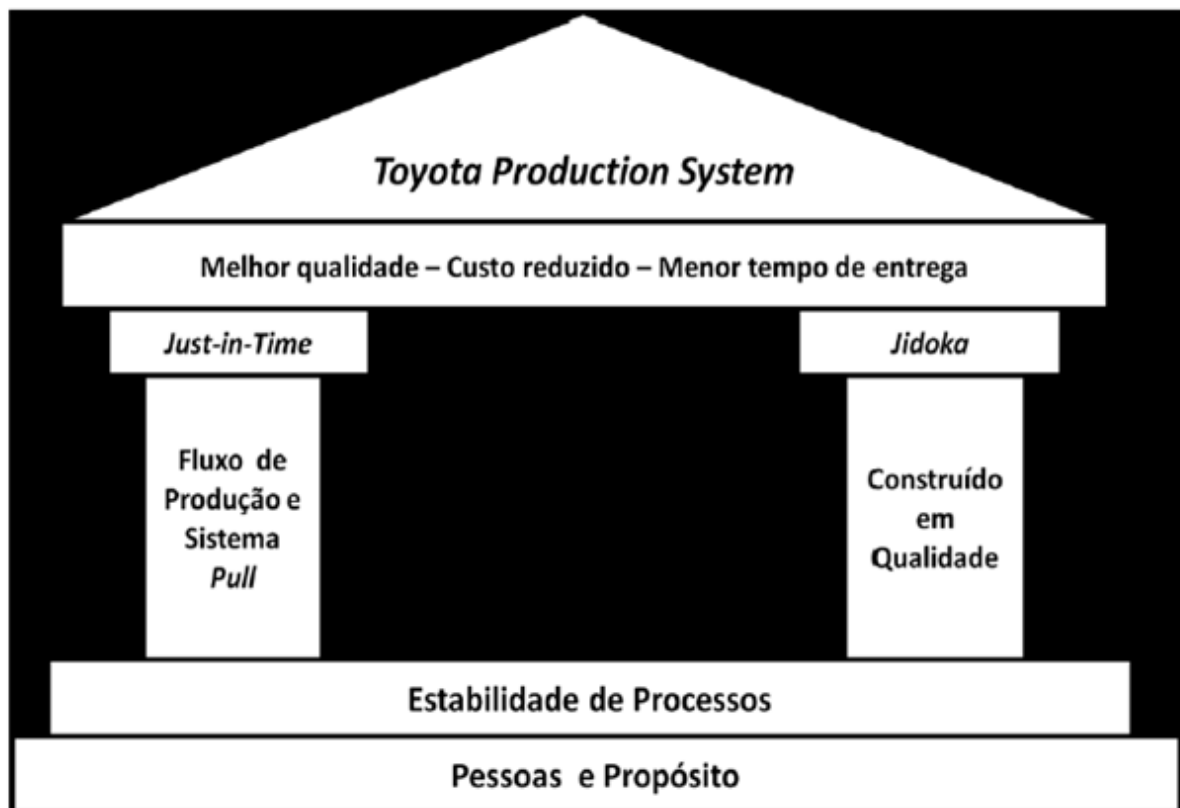 Toyota Production System
Melhor qualidade – Custo reduzido – Menor tempo de entrega
Just-in-Time
Jidoka
Fluxo de
Produção e
Sistema
Pull
Construído
em
Qualidade
Estabilidade de Processos
Pessoas e Propósito